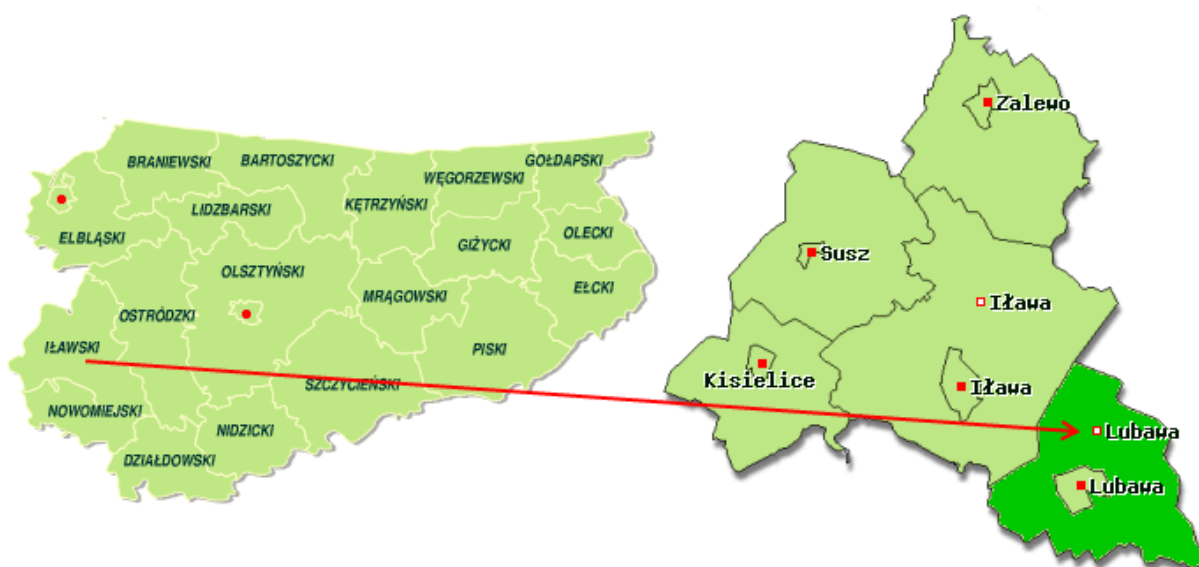 BRANIEWSKI
BARTOSZYCKI
GOŁDAPSKI
WĘGORZEWSKI
KĘTRZYŃSKI
LIDZBARSKI
ELBLĄSKI
OLECKI
GIŻYCKI
OLSZTYŃSKI
EŁCKI
MRĄGOWSKI
OSTRÓDZKI
IŁAWSKI
PISKI
SZCZYCIEŃSKI
NOWOMIEJSKI
NIDZICKI
DZIAŁDOWSKI
Zalewo
Susz
Iława
Kisielice
Iława
Lubawa
Lubawa